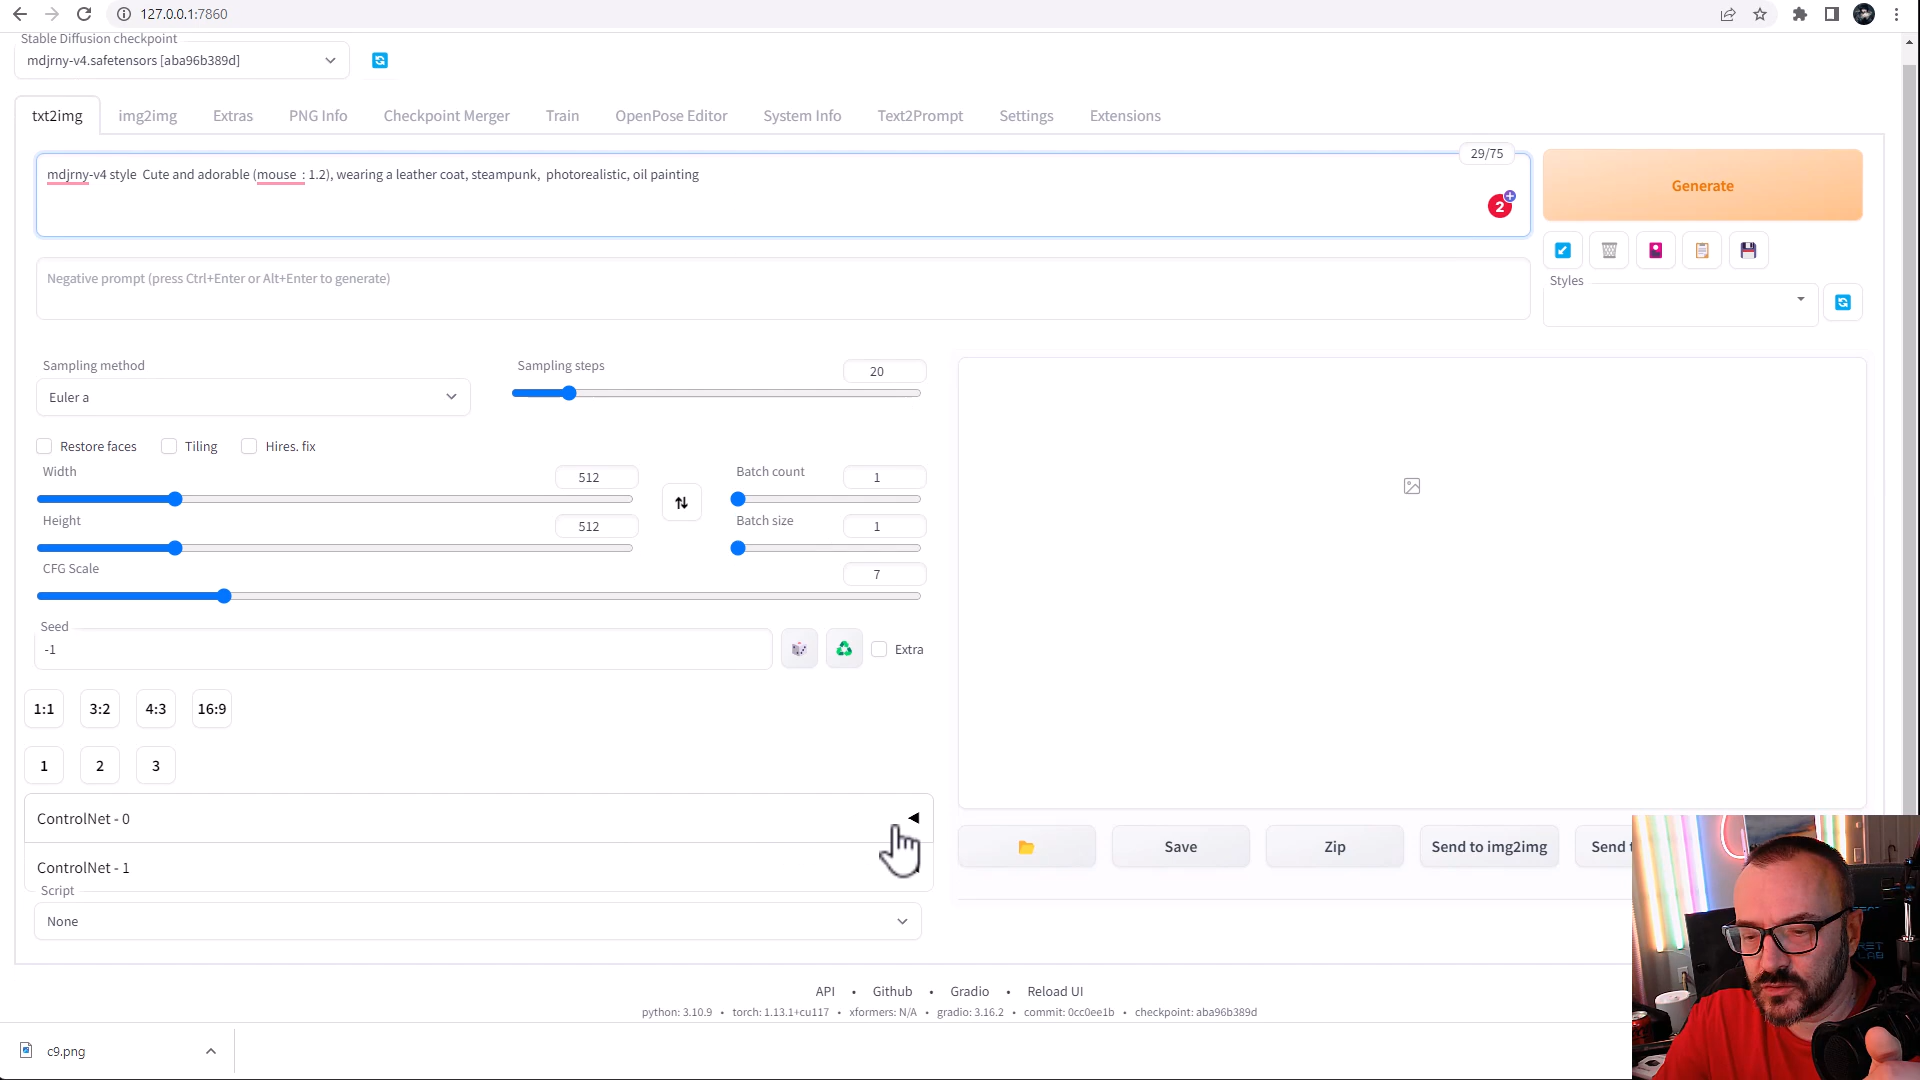 127.0.0.1:7860
Stable Diffusion checkpoint
mdjrny-v4.safetensors [aba96b389d]
txt2img img2img Extras PNG Info Checkpoint Merger Train OpenPose Editor System Info Text2Prompt Settings Extensions
29/75
mdjrny-v4 style  Cute and adorable (mouse  : 1.2), wearing a leather coat, steampunk,  photorealistic, oil painting
2
Generate
Negative prompt (press Ctrl+Enter or Alt+Enter to generate)
Styles
Sampling method
Euler a
Sampling steps
20
Restore faces Tiling Hires. fix
Width
512
Batch count
1
Height
512
Batch size
1
CFG Scale
7
Seed
-1
Extra
1:1 3:2 4:3 16:9
1 2 3
ControlNet - 0
ControlNet - 1
Script
None
Save Zip Send to img2img Send
API • Github • Gradio • Reload UI
python: 3.10.9 • torch: 1.13.1+cu117 • xformers: N/A • gradio: 3.16.2 • commit: 0cc0ee1b • checkpoint: aba96b389d
c9.png